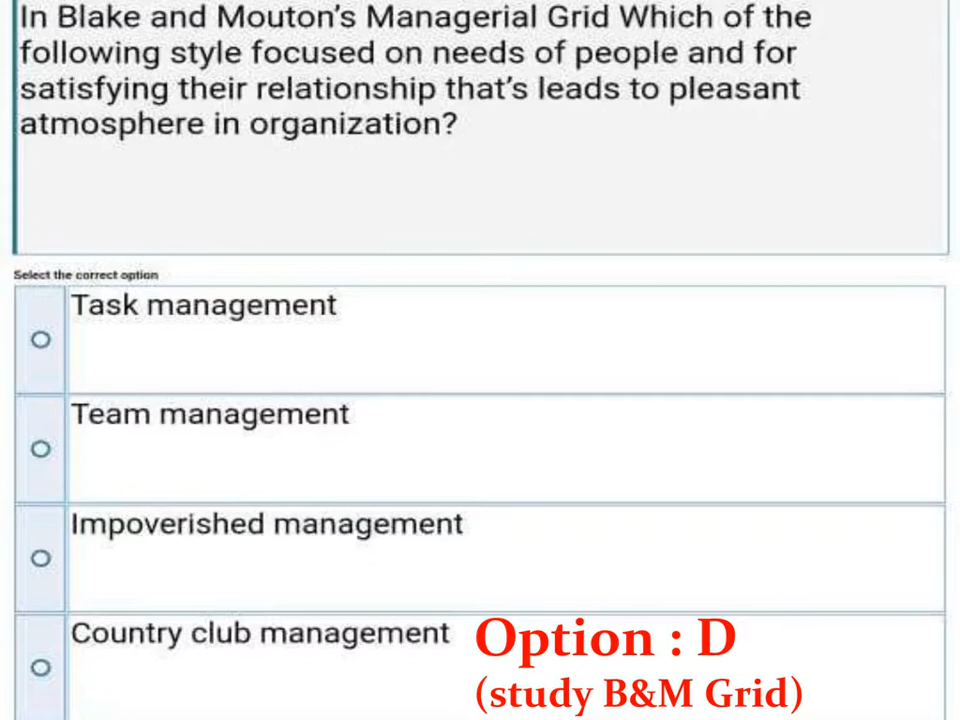 In Blake and Mouton's Managerial Grid Which of the
following style focused on needs of people and for
satisfying their relationship that's leads to pleasant
atmosphere in organization?
Select the correct option
Task management
Team management
Impoverished management
Country club management
Option : D
(study B&M Grid)